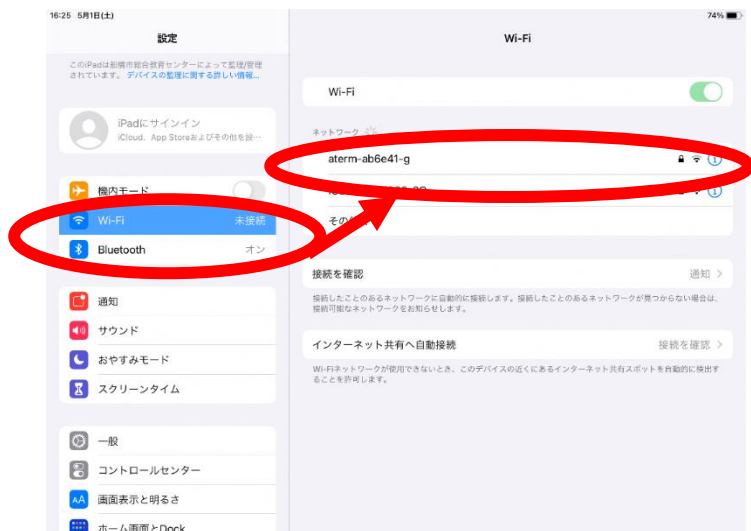 16:25 5月1日(土)
74%
設定
このiPadは船橋市総合教育センターによって監理/管理
されています。デバイスの監理に関する詳しい情報...
iPadにサインイン
iCloud、App Storeおよびその他を設…
機内モード
Wi-Fi 未接続
Bluetooth オン
通知
サウンド
おやすみモード
スクリーンタイム
一般
コントロールセンター
AA 画面表示と明るさ
ホーム画面とDock
Wi-Fi
Wi-Fi
ネットワーク
aterm-ab6e41-g
その
接続を確認 通知
接続したことのあるネットワークに自動的に接続します。接続したことのあるネットワークが見つからない場合は、
接続可能なネットワークをお知らせします。
インターネット共有へ自動接続 接続を確認
Wi-Fiネットワークが使用できないとき、このデバイスの近くにあるインターネット共有スポットを自動的に検出す
ることを許可します。